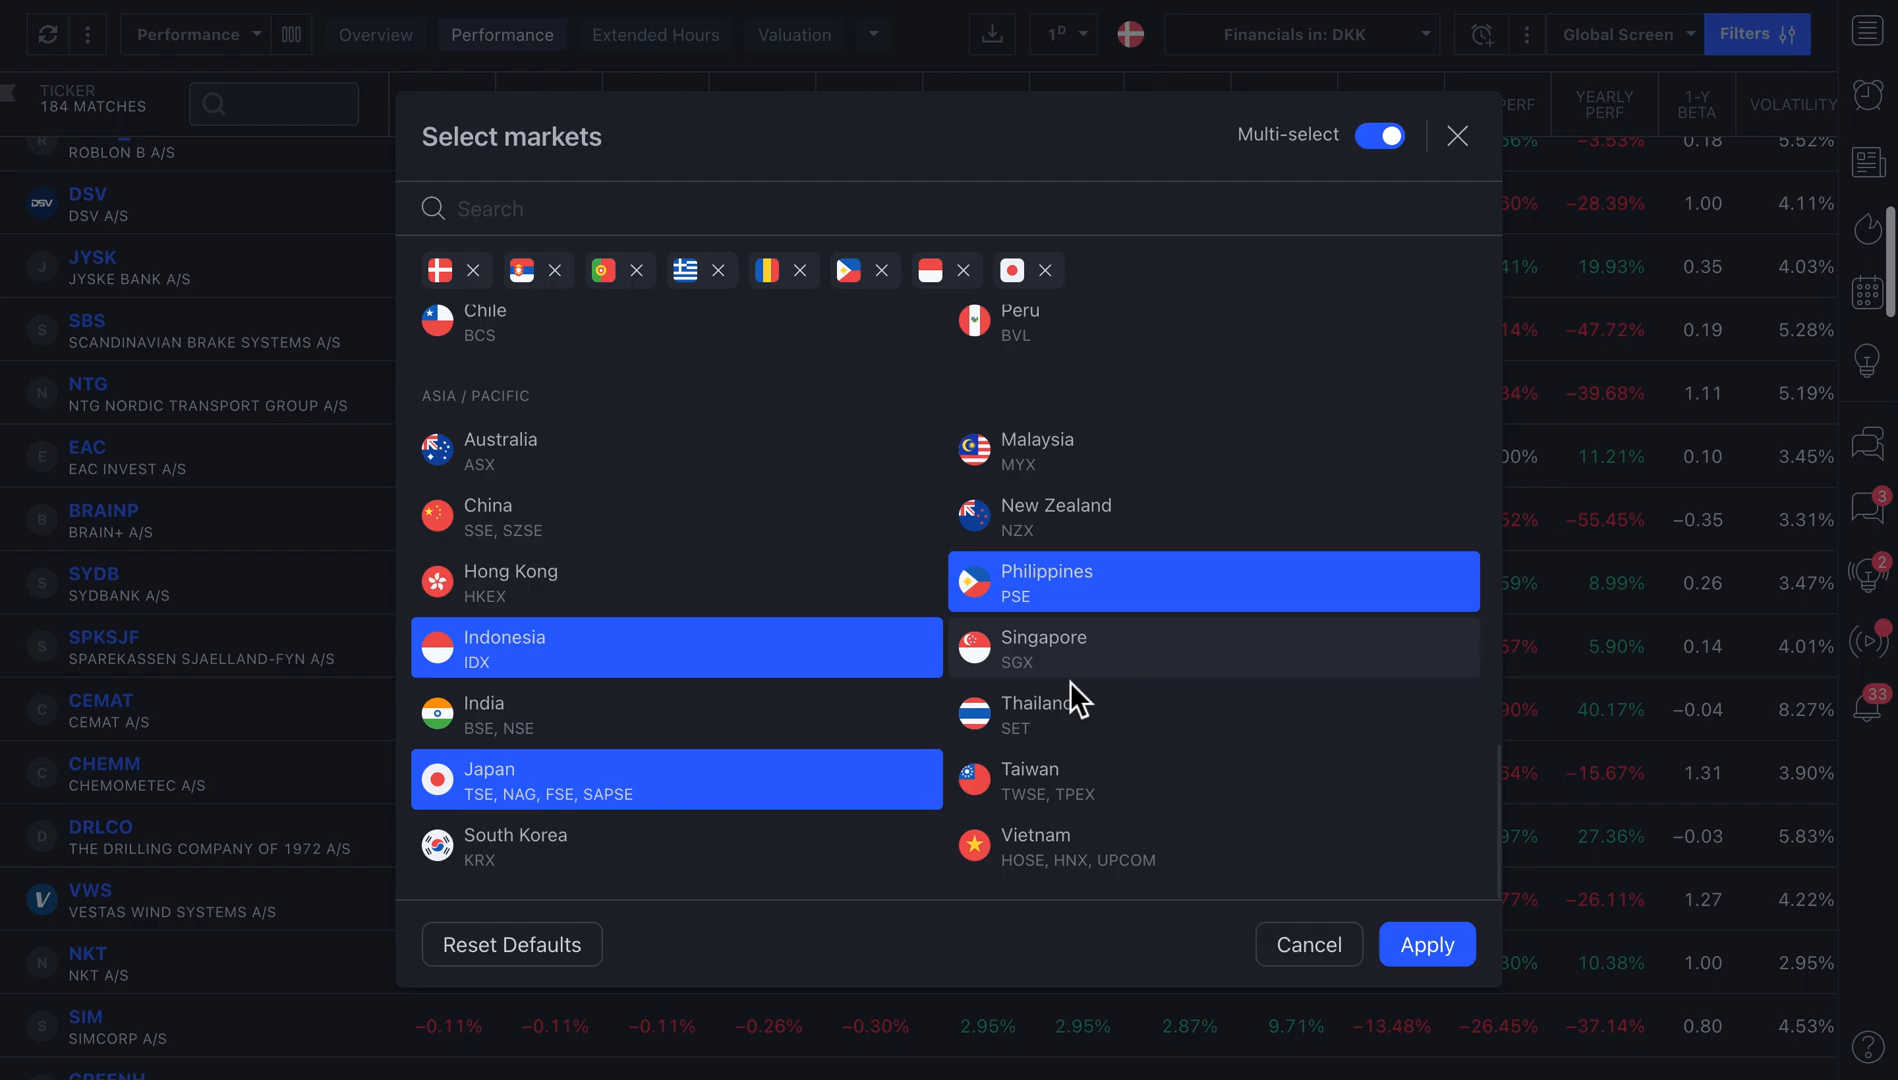 Performance
Overview
Performance
Extended Hours
Valuation
1D
Financials in: DKK
Global Screen
Filters
TICKER
184 MATCHES
YEARLY
PERF
1-Y
BETA
VOLATILITY
PERF
ROBLON B A/S
−3.53% 0.18 5.52%
DSV
DSV
DSV A/S
−28.39% 1.00 4.11%
J
JYSK
JYSKE BANK A/S
19.93% 0.35 4.03%
S
SBS
SCANDINAVIAN BRAKE SYSTEMS A/S
−47.72% 0.19 5.28%
N
NTG
NTG NORDIC TRANSPORT GROUP A/S
−39.68% 1.11 5.19%
E
EAC
EAC INVEST A/S
11.21% 0.10 3.45%
B
BRAINP
BRAIN+ A/S
−55.45% −0.35 3.31%
S
SYDB
SYDBANK A/S
8.99% 0.26 3.47%
S
SPKSJF
SPAREKASSEN SJAELLAND-FYN A/S
5.90% 0.14 4.01%
C
CEMAT
CEMAT A/S
40.17% −0.04 8.27%
C
CHEMM
CHEMOMETEC A/S
−15.67% 1.31 3.90%
D
DRLCO
THE DRILLING COMPANY OF 1972 A/S
27.36% −0.03 5.83%
VWS
VESTAS WIND SYSTEMS A/S
−26.11% 1.27 4.22%
N
NKT
NKT A/S
10.38% 1.00 2.95%
S
SIM
SIMCORP A/S
−0.11% −0.11% −0.11% −0.26% −0.30% 2.95% 2.95% 2.87% 9.71% −13.48% −26.45% −37.14% 0.80 4.53%
Select markets
Multi-select
Search
Chile
BCS
Peru
BVL
ASIA / PACIFIC
Australia
ASX
Malaysia
MYX
China
SSE, SZSE
New Zealand
NZX
Hong Kong
HKEX
Philippines
PSE
Indonesia
IDX
Singapore
SGX
India
BSE, NSE
Thailand
SET
Japan
TSE, NAG, FSE, SAPSE
Taiwan
TWSE, TPEX
South Korea
KRX
Vietnam
HOSE, HNX, UPCOM
Reset Defaults
Cancel
Apply
3
2
33